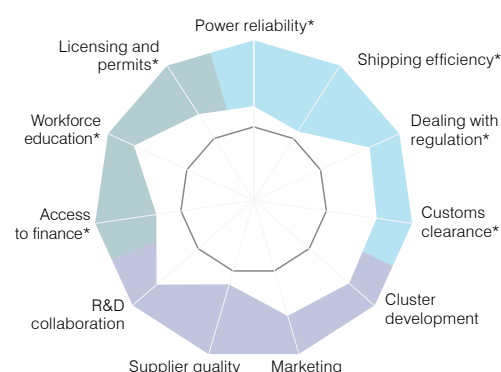 Power reliability*
Shipping efficiency*
Dealing with
regulation*
Customs
clearance*
Cluster
development
Marketing
Supplier quality
R&D
collaboration
Access
to finance*
Workforce
education*
Licensing and
permits*